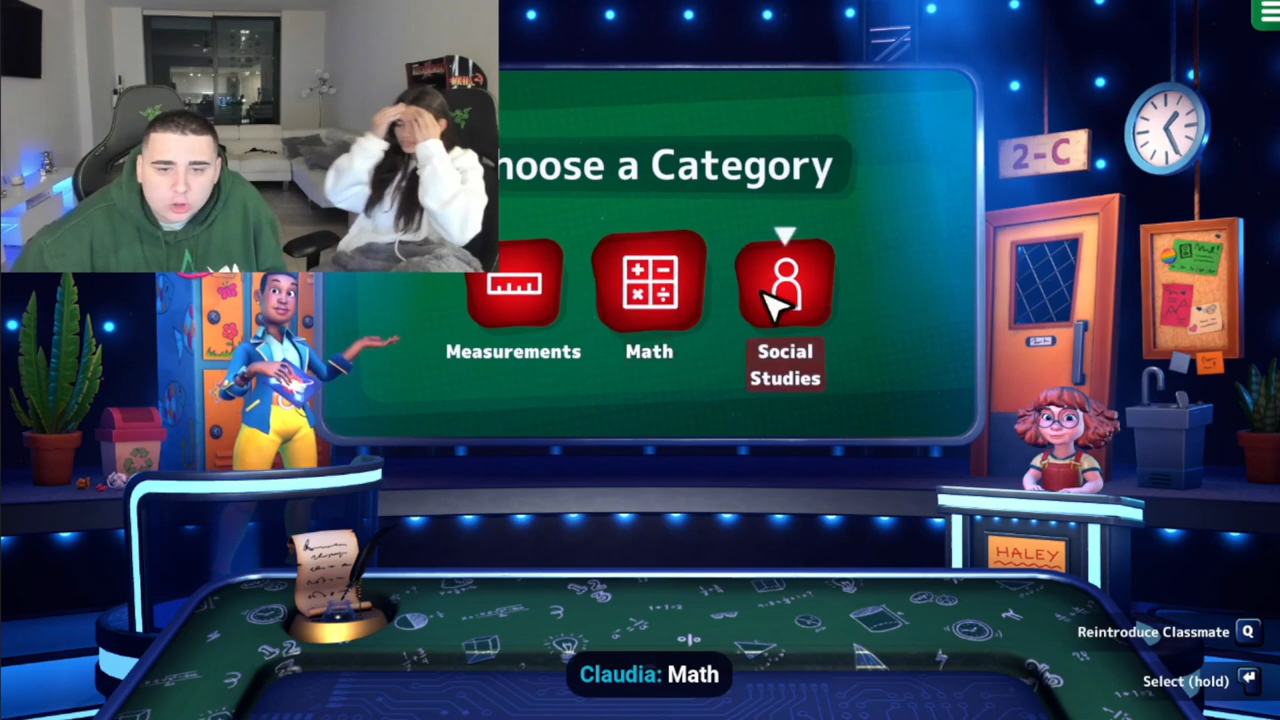 2-C
hoose a Category
Measurements
Math
Social
Studies
HALEY
Reintroduce Classmate Q
Select (hold)
Claudia: Math